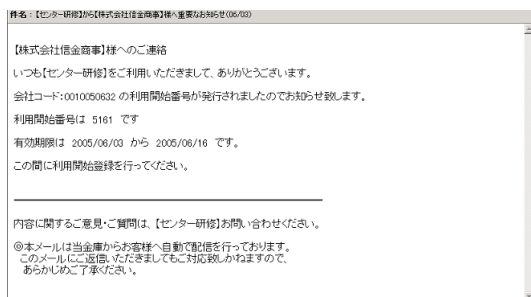 件名:【センター研修】から【株式会社信金商事】様へ重要なお知らせ(06/03)
【株式会社信金商事】様へのご連絡
いつも【センター研修】をご利用いただきまして、ありがとうございます。
会社コード:0010050632 の利用開始番号が発行されましたのでお知らせ致します。
利用開始番号は 5161 です
有効期限は 2005/06/03 から 2005/06/16 です。
この間に利用開始登録を行ってください。
内容に関するご意見・ご質問は、【センター研修】お問い合わせください。
◎本メールは当金庫からお客様へ自動で配信を行っております。
このメールにご返信いただきましてもご対応致しかねますので、
あらかじめご了承ください。